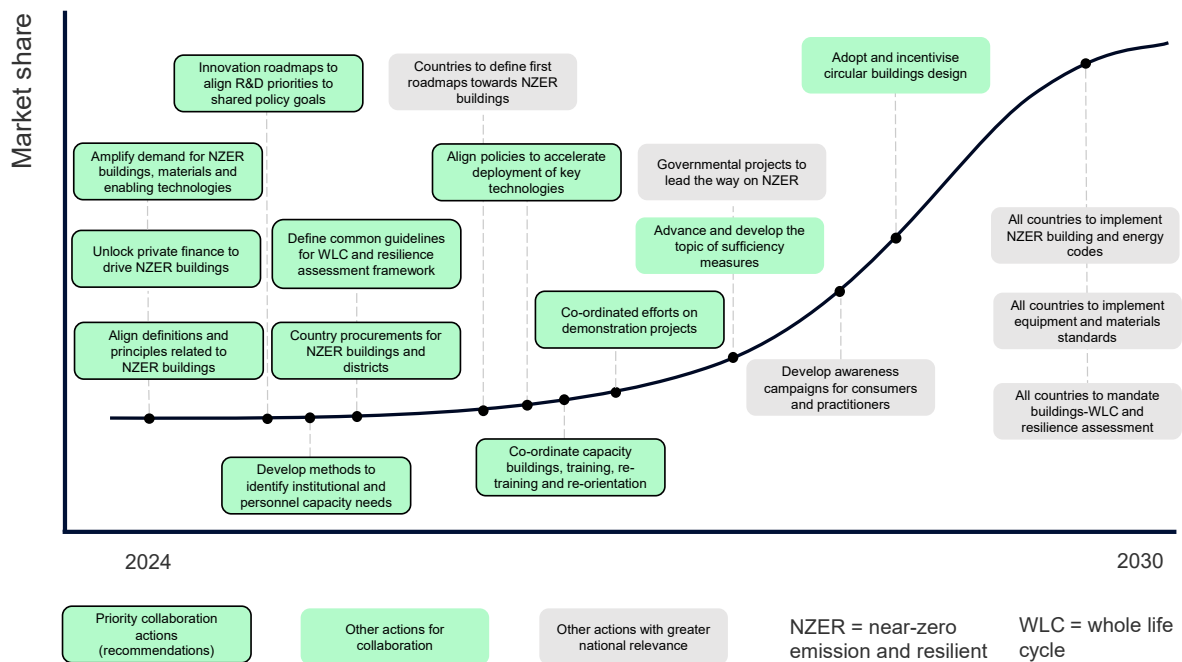 Market share
Innovation roadmaps to
align R&D priorities to
shared policy goals
Countries to define first
roadmaps towards NZER
buildings
Adopt and incentivise
circular buildings design
Amplify demand for NZER
buildings, materials and
enabling technologies
Align policies to accelerate
deployment of key
technologies
Governmental projects to
lead the way on NZER
Unlock private finance to
drive NZER buildings
Define common guidelines
for WLC and resilience
assessment framework
Advance and develop the
topic of sufficiency
measures
All countries to implement
NZER building and energy
codes
Align definitions and
principles related to
NZER buildings
Country procurements for
NZER buildings and
districts
Co-ordinated efforts on
demonstration projects
All countries to implement
equipment and materials
standards
Develop awareness
campaigns for consumers
and practitioners
All countries to mandate
buildings-WLC and
resilience assessment
Develop methods to
identify institutional and
personnel capacity needs
Co-ordinate capacity
buildings, training, re-
training and re-orientation
2024
2030
Priority collaboration
actions
(recommendations)
Other actions for
collaboration
Other actions with greater
national relevance
NZER = near-zero
emission and resilient
WLC = whole life
cycle